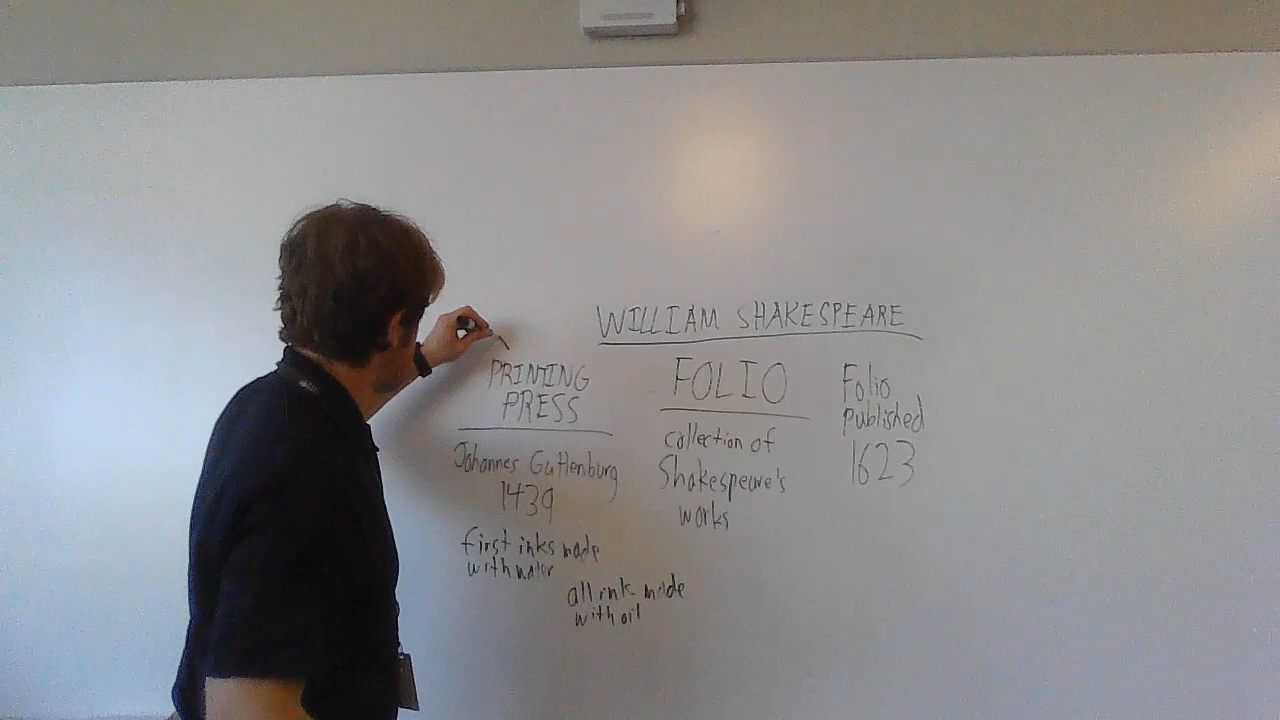 WILLIAM SHAKESPEARE
PRINTING
PRESS
Johannes Guttenburg
1439
first inks made
with water
all ink made
with oil
FOLIO
collection of
Shakespeare's
works
Folio
Published
1623